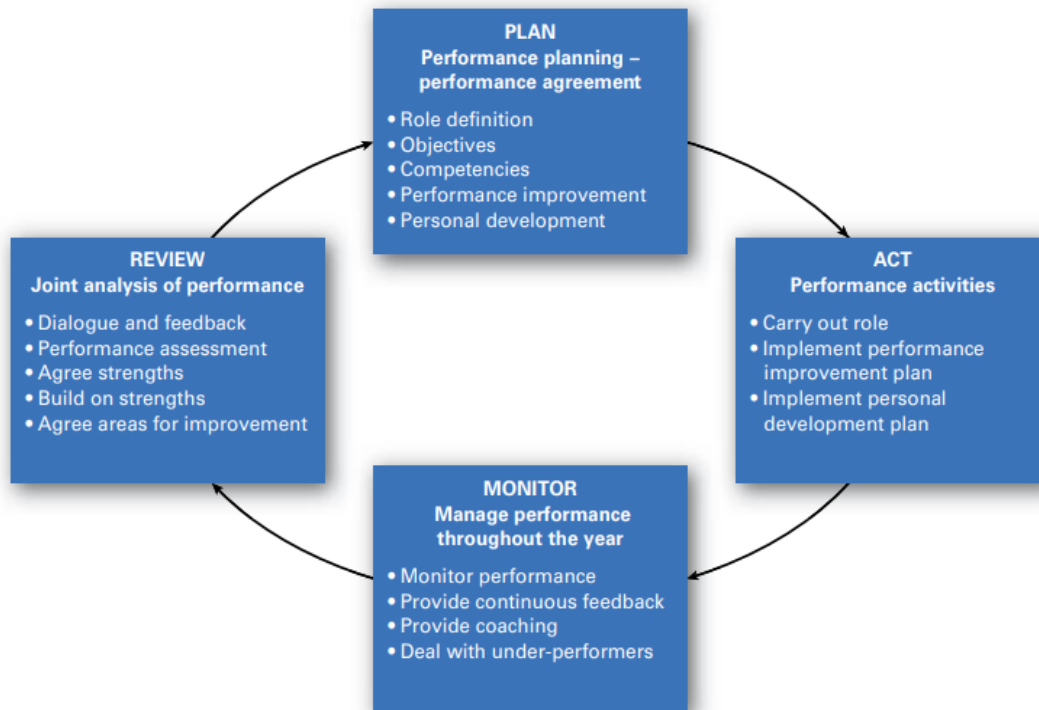 PLAN
Performance planning –
performance agreement
• Role definition
• Objectives
• Competencies
• Performance improvement
• Personal development
ACT
Performance activities
• Carry out role
• Implement performance
improvement plan
• Implement personal
development plan
MONITOR
Manage performance
throughout the year
• Monitor performance
• Provide continuous feedback
• Provide coaching
• Deal with under-performers
REVIEW
Joint analysis of performance
• Dialogue and feedback
• Performance assessment
• Agree strengths
• Build on strengths
• Agree areas for improvement